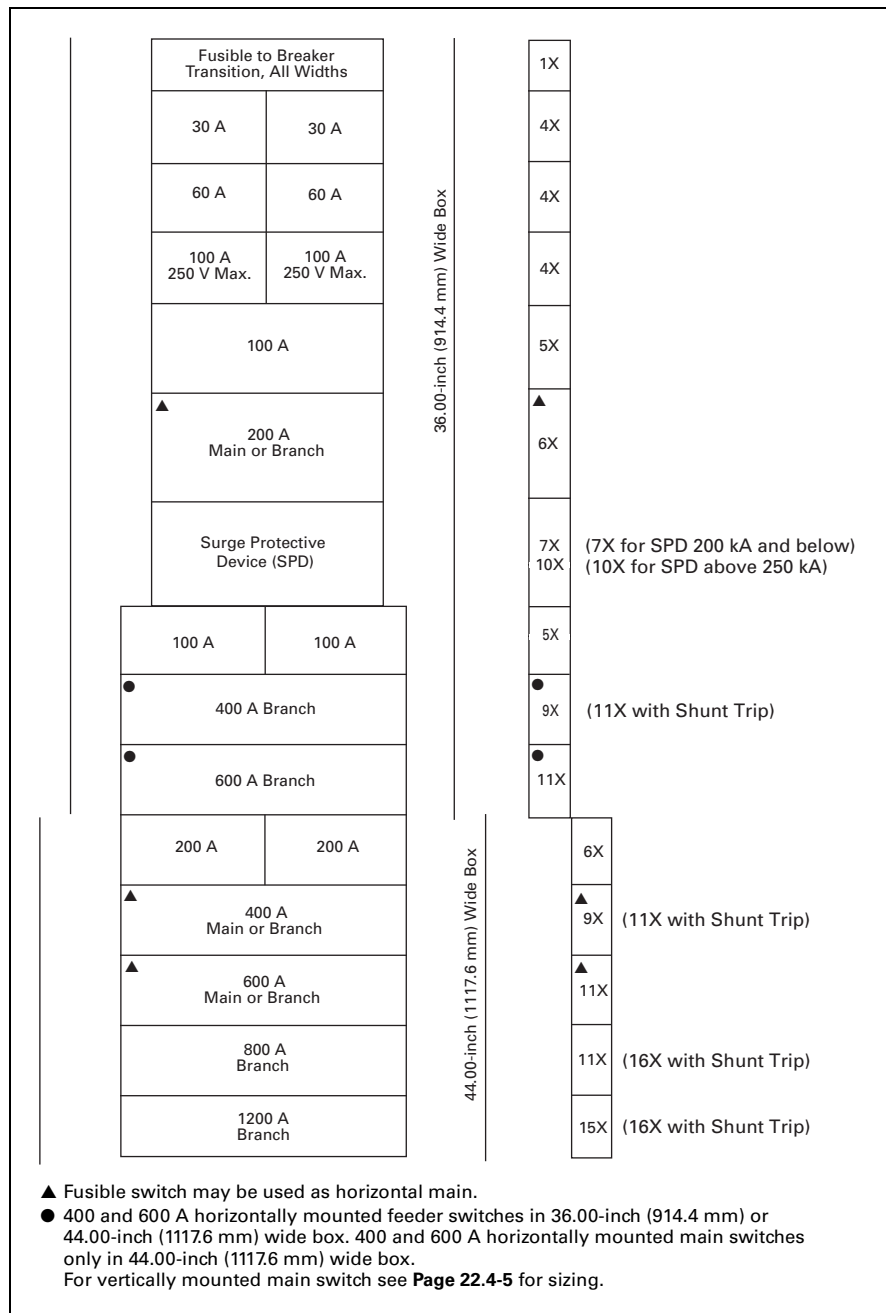 Fusible to Breaker
Transition, All Widths
1X
30 A
30 A
4X
60 A
60 A
4X
100 A
250 V Max.
100 A
250 V Max.
4X
100 A
5X
▲
200 A
Main or Branch
▲
6X
Surge Protective
Device (SPD)
7X
10X
(7X for SPD 200 kA and below)
(10X for SPD above 250 kA)
100 A
100 A
5X
●
400 A Branch
●
9X
(11X with Shunt Trip)
●
600 A Branch
●
11X
36.00-inch (914.4 mm) Wide Box
200 A
200 A
6X
▲
400 A
Main or Branch
▲
9X
(11X with Shunt Trip)
▲
600 A
Main or Branch
▲
11X
800 A
Branch
11X
(16X with Shunt Trip)
1200 A
Branch
15X
(16X with Shunt Trip)
44.00-inch (1117.6 mm) Wide Box
▲ Fusible switch may be used as horizontal main.
● 400 and 600 A horizontally mounted feeder switches in 36.00-inch (914.4 mm) or
44.00-inch (1117.6 mm) wide box. 400 and 600 A horizontally mounted main switches
only in 44.00-inch (1117.6 mm) wide box.
For vertically mounted main switch see Page 22.4-5 for sizing.